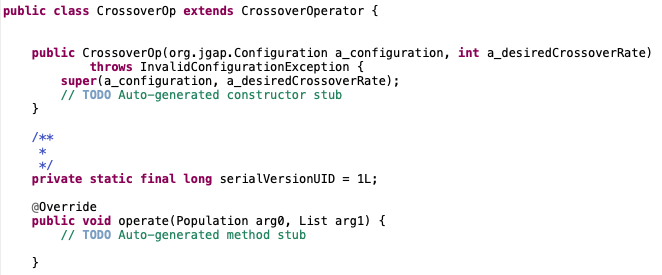 public class CrossoverOp extends CrossoverOperator {
public CrossoverOp(org.jgap.Configuration a_configuration, int a_desiredCrossoverRate)
throws InvalidConfigurationException {
super(a_configuration, a_desiredCrossoverRate);
// TODO Auto-generated constructor stub
}
/**
*
*/
private static final long serialVersionUID = 1L;
@Override
public void operate(Population arg0, List arg1) {
// TODO Auto-generated method stub
}